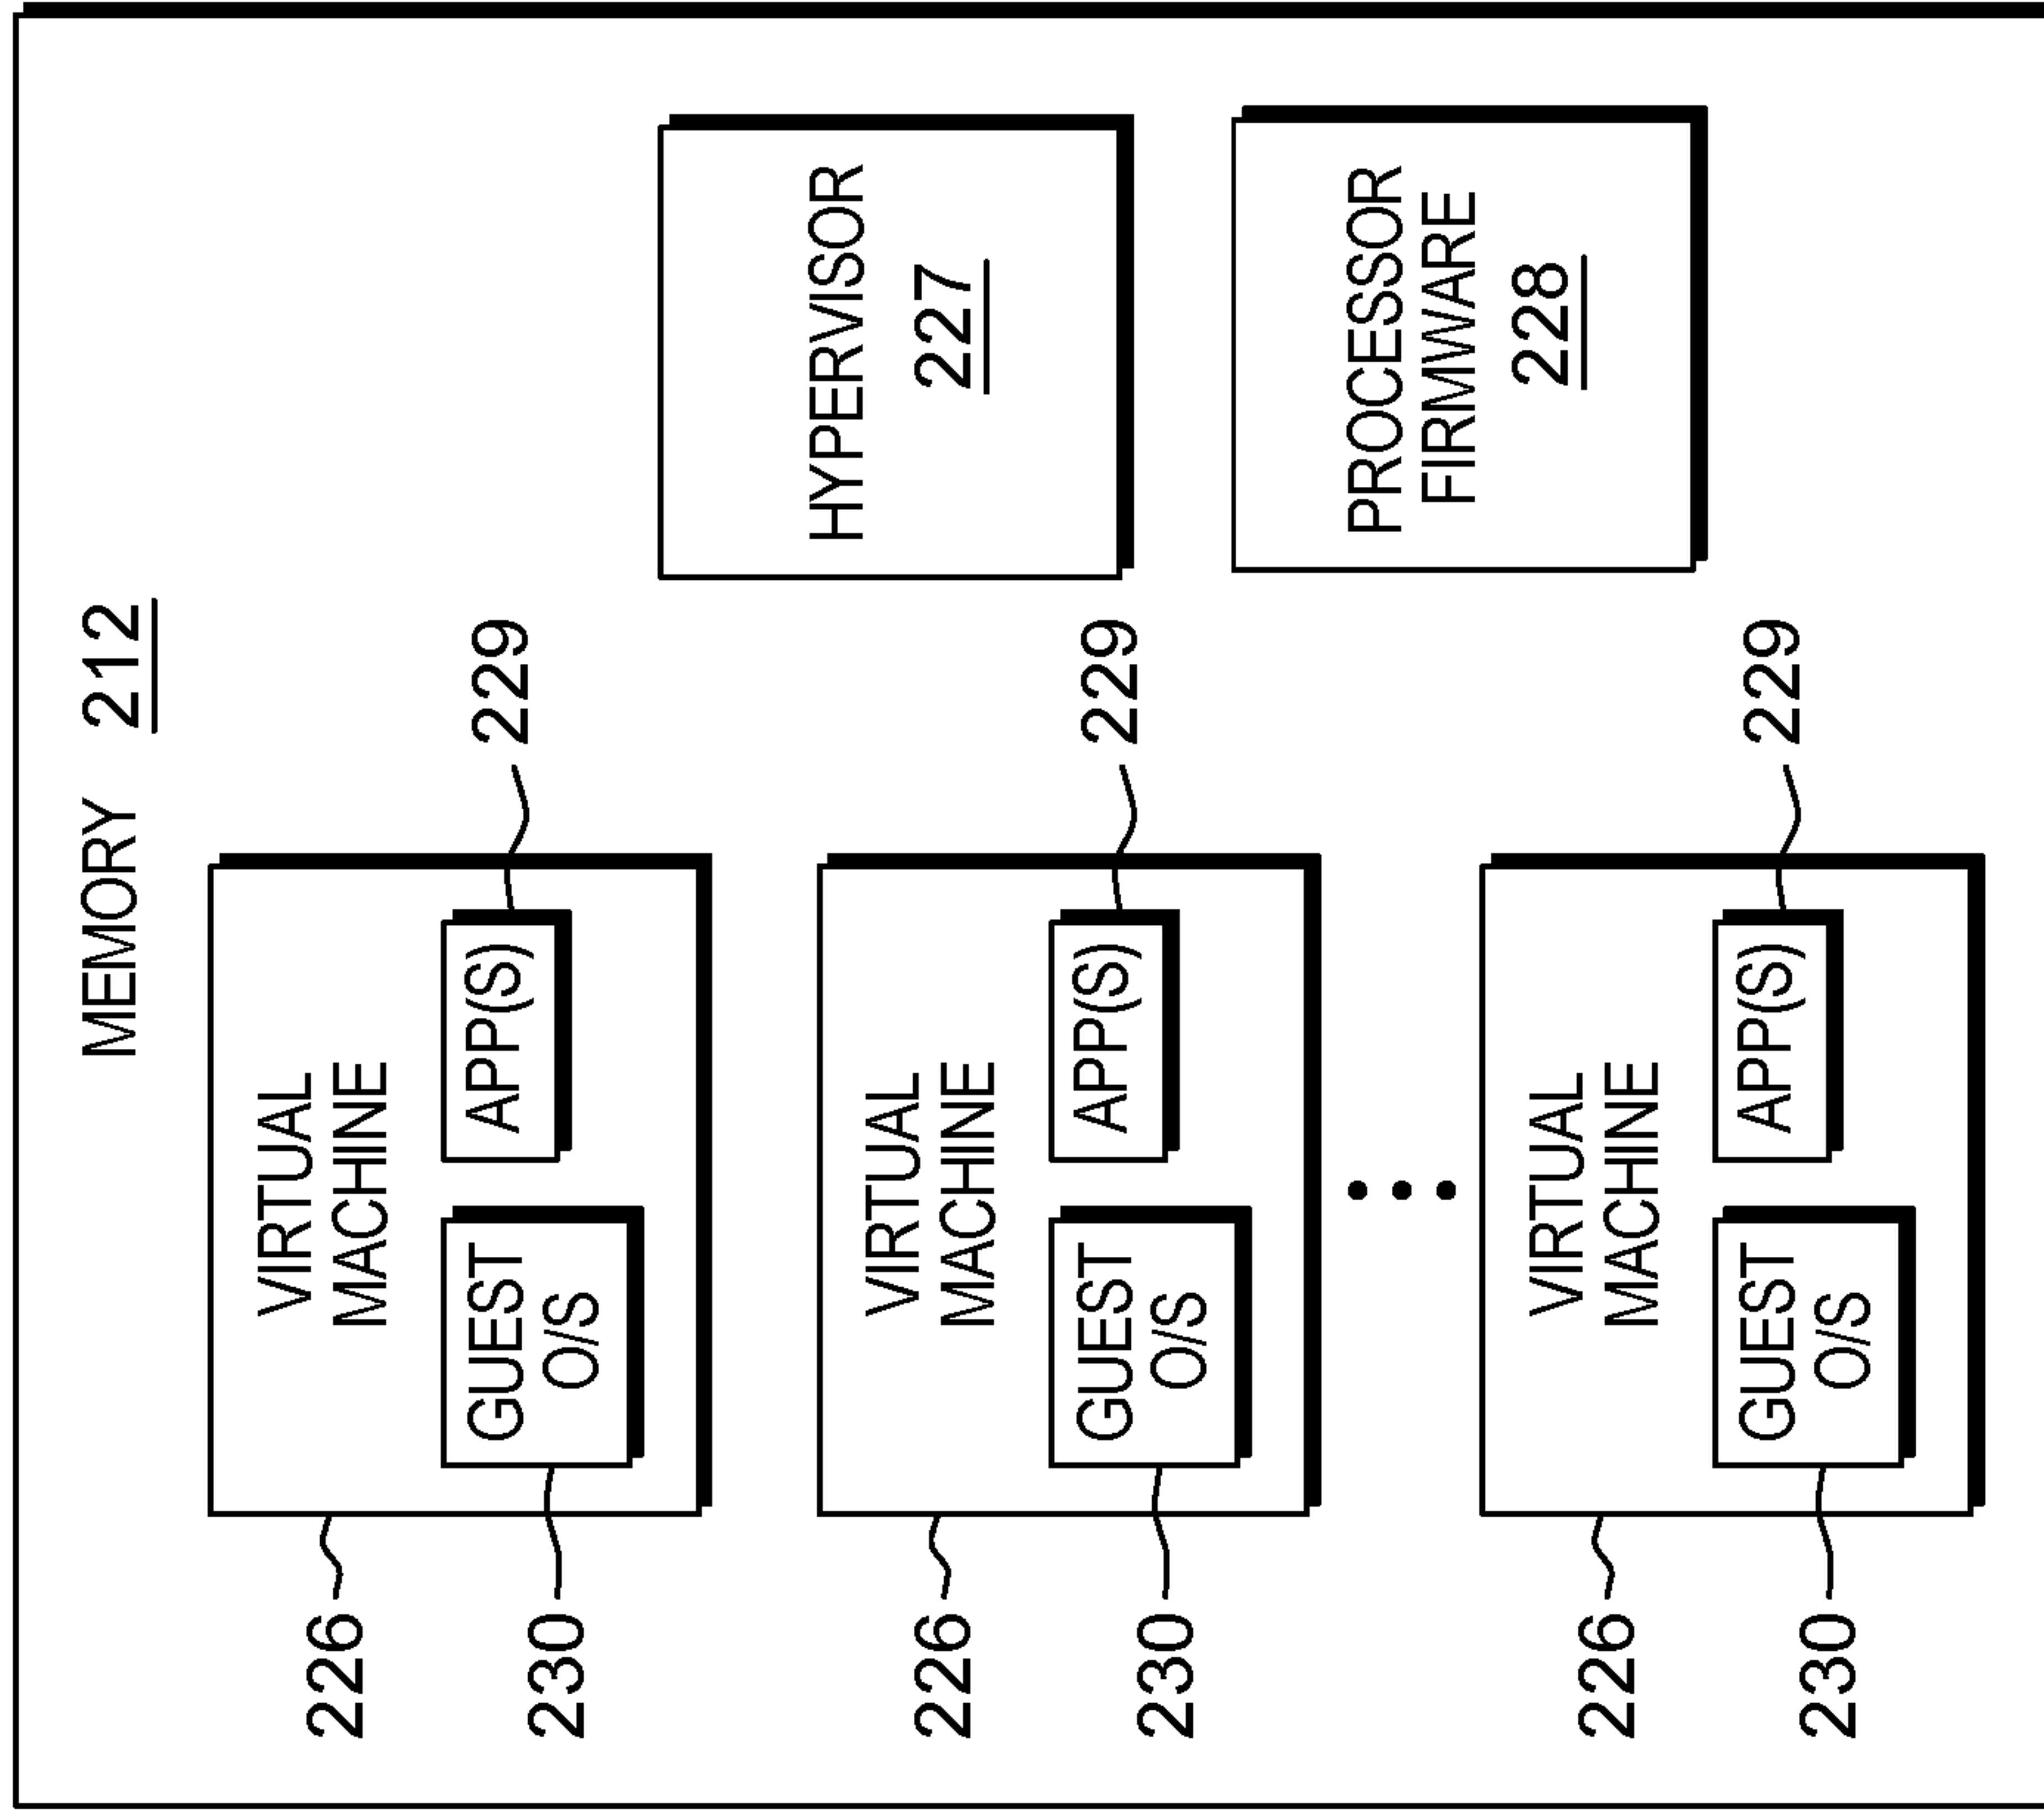 MEMORY 212
VIRTUAL
MACHINE
226
GUEST
O/S
APP(S)
230
229
VIRTUAL
MACHINE
226
GUEST
O/S
APP(S)
230
229
VIRTUAL
MACHINE
226
GUEST
O/S
APP(S)
230
229
HYPERVISOR
227
PROCESSOR
FIRMWARE
228